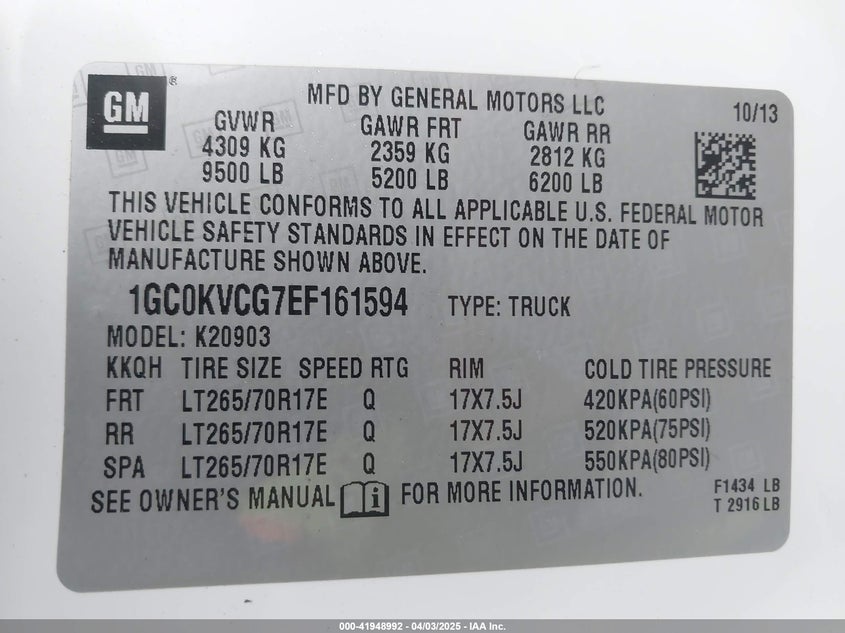 GM ®
MFD BY GENERAL MOTORS LLC
10/13
GVWR GAWR FRT GAWR RR
4309 KG 2359 KG 2812 KG
9500 LB 5200 LB 6200 LB
THIS VEHICLE CONFORMS TO ALL APPLICABLE U.S. FEDERAL MOTOR
VEHICLE SAFETY STANDARDS IN EFFECT ON THE DATE OF
MANUFACTURE SHOWN ABOVE.
1GC0KVCG7EF161594 TYPE: TRUCK
MODEL: K20903
KKQH TIRE SIZE SPEED RTG RIM COLD TIRE PRESSURE
FRT LT265/70R17E Q 17X7.5J 420KPA(60PSI)
RR LT265/70R17E Q 17X7.5J 520KPA(75PSI)
SPA LT265/70R17E Q 17X7.5J 550KPA(80PSI)
SEE OWNER'S MANUAL i FOR MORE INFORMATION.
F1434 LB
T 2916 LB
000-41948992 - 04/03/2025 - IAA Inc.